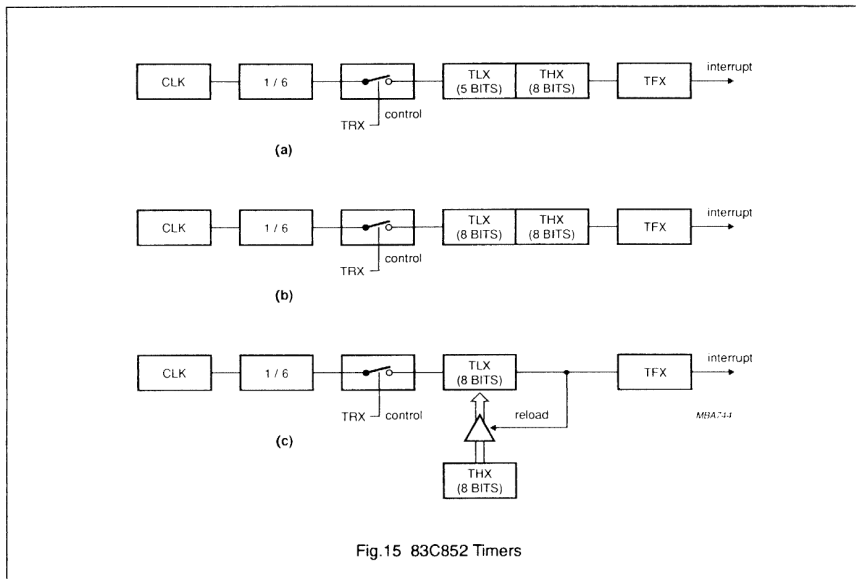 CLK 1 / 6 TLX (5 BITS) THX (8 BITS) TFX interrupt
TRX control
(a)
CLK 1 / 6 TLX (8 BITS) THX (8 BITS) TFX interrupt
TRX control
(b)
CLK 1 / 6 TLX (8 BITS) TFX interrupt
TRX control
reload
MBA744
(c)
THX (8 BITS)
Fig.15 83C852 Timers